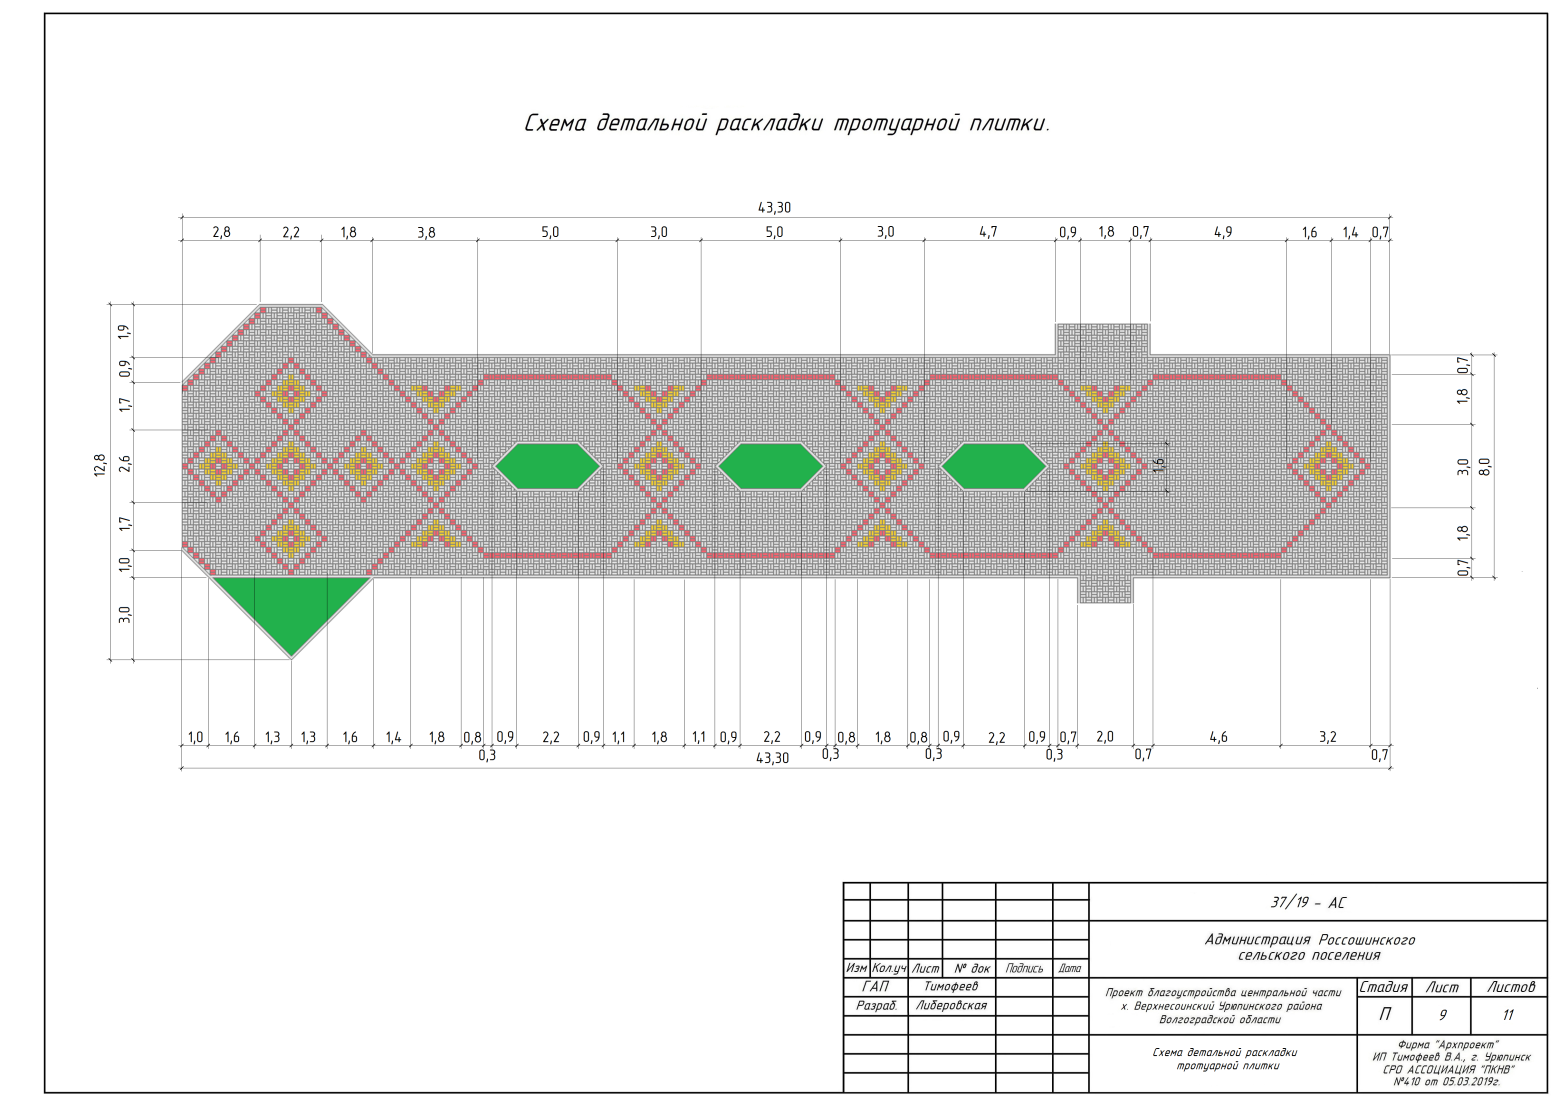 Схема детальной раскладки тротуарной плитки.
43,30
2,8 2,2 1,8 3,8 5,0 3,0 5,0 3,0 4,7 0,9 1,8 0,7 4,9 1,6 1,4 0,7
12,8
1,9
0,9
1,7
2,6
1,7
1,0
3,0
1,6
0,7
1,8
3,0
1,8
0,7
8,0
1,0 1,6 1,3 1,3 1,6 1,4 1,8 0,8 0,3 0,9 2,2 0,9 1,1 1,8 1,1 0,9 2,2 0,9 0,3 0,8 1,8 0,8 0,3 0,9 2,2 0,9 0,3 0,7 2,0 0,7 4,6 3,2 0,7
43,30
37/19 - АС
Администрация Россошинского
сельского поселения
Изм Кол.уч Лист № док Подпись Дата
ГАП Тимофеев
Разраб. Либеровская
Проект благоустройства центральной части
х. Верхнесоинский Урюпинского района
Волгоградской области
Стадия Лист Листов
П 9 11
Схема детальной раскладки
тротуарной плитки
Фирма "Архпроект"
ИП Тимофеев В.А., г. Урюпинск
СРО АССОЦИАЦИЯ "ПКНВ"
№410 от 05.03.2019г.